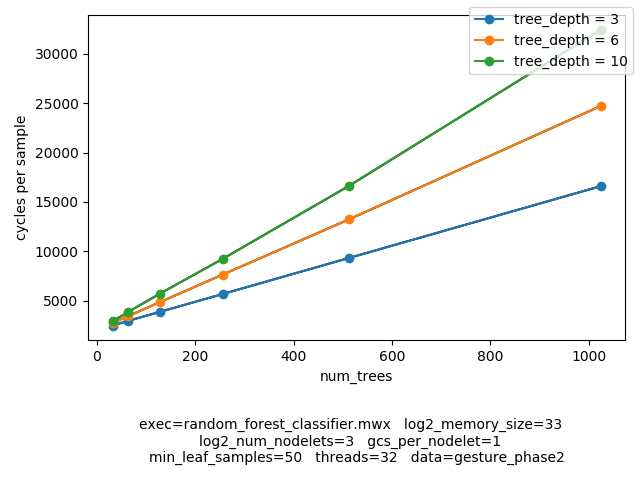 tree_depth = 3
tree_depth = 6
tree_depth = 10
cycles per sample
30000
25000
20000
15000
10000
5000
0 200 400 600 800 1000
num_trees
exec=random_forest_classifier.mwx log2_memory_size=33
log2_num_nodelets=3 gcs_per_nodelet=1
min_leaf_samples=50 threads=32 data=gesture_phase2